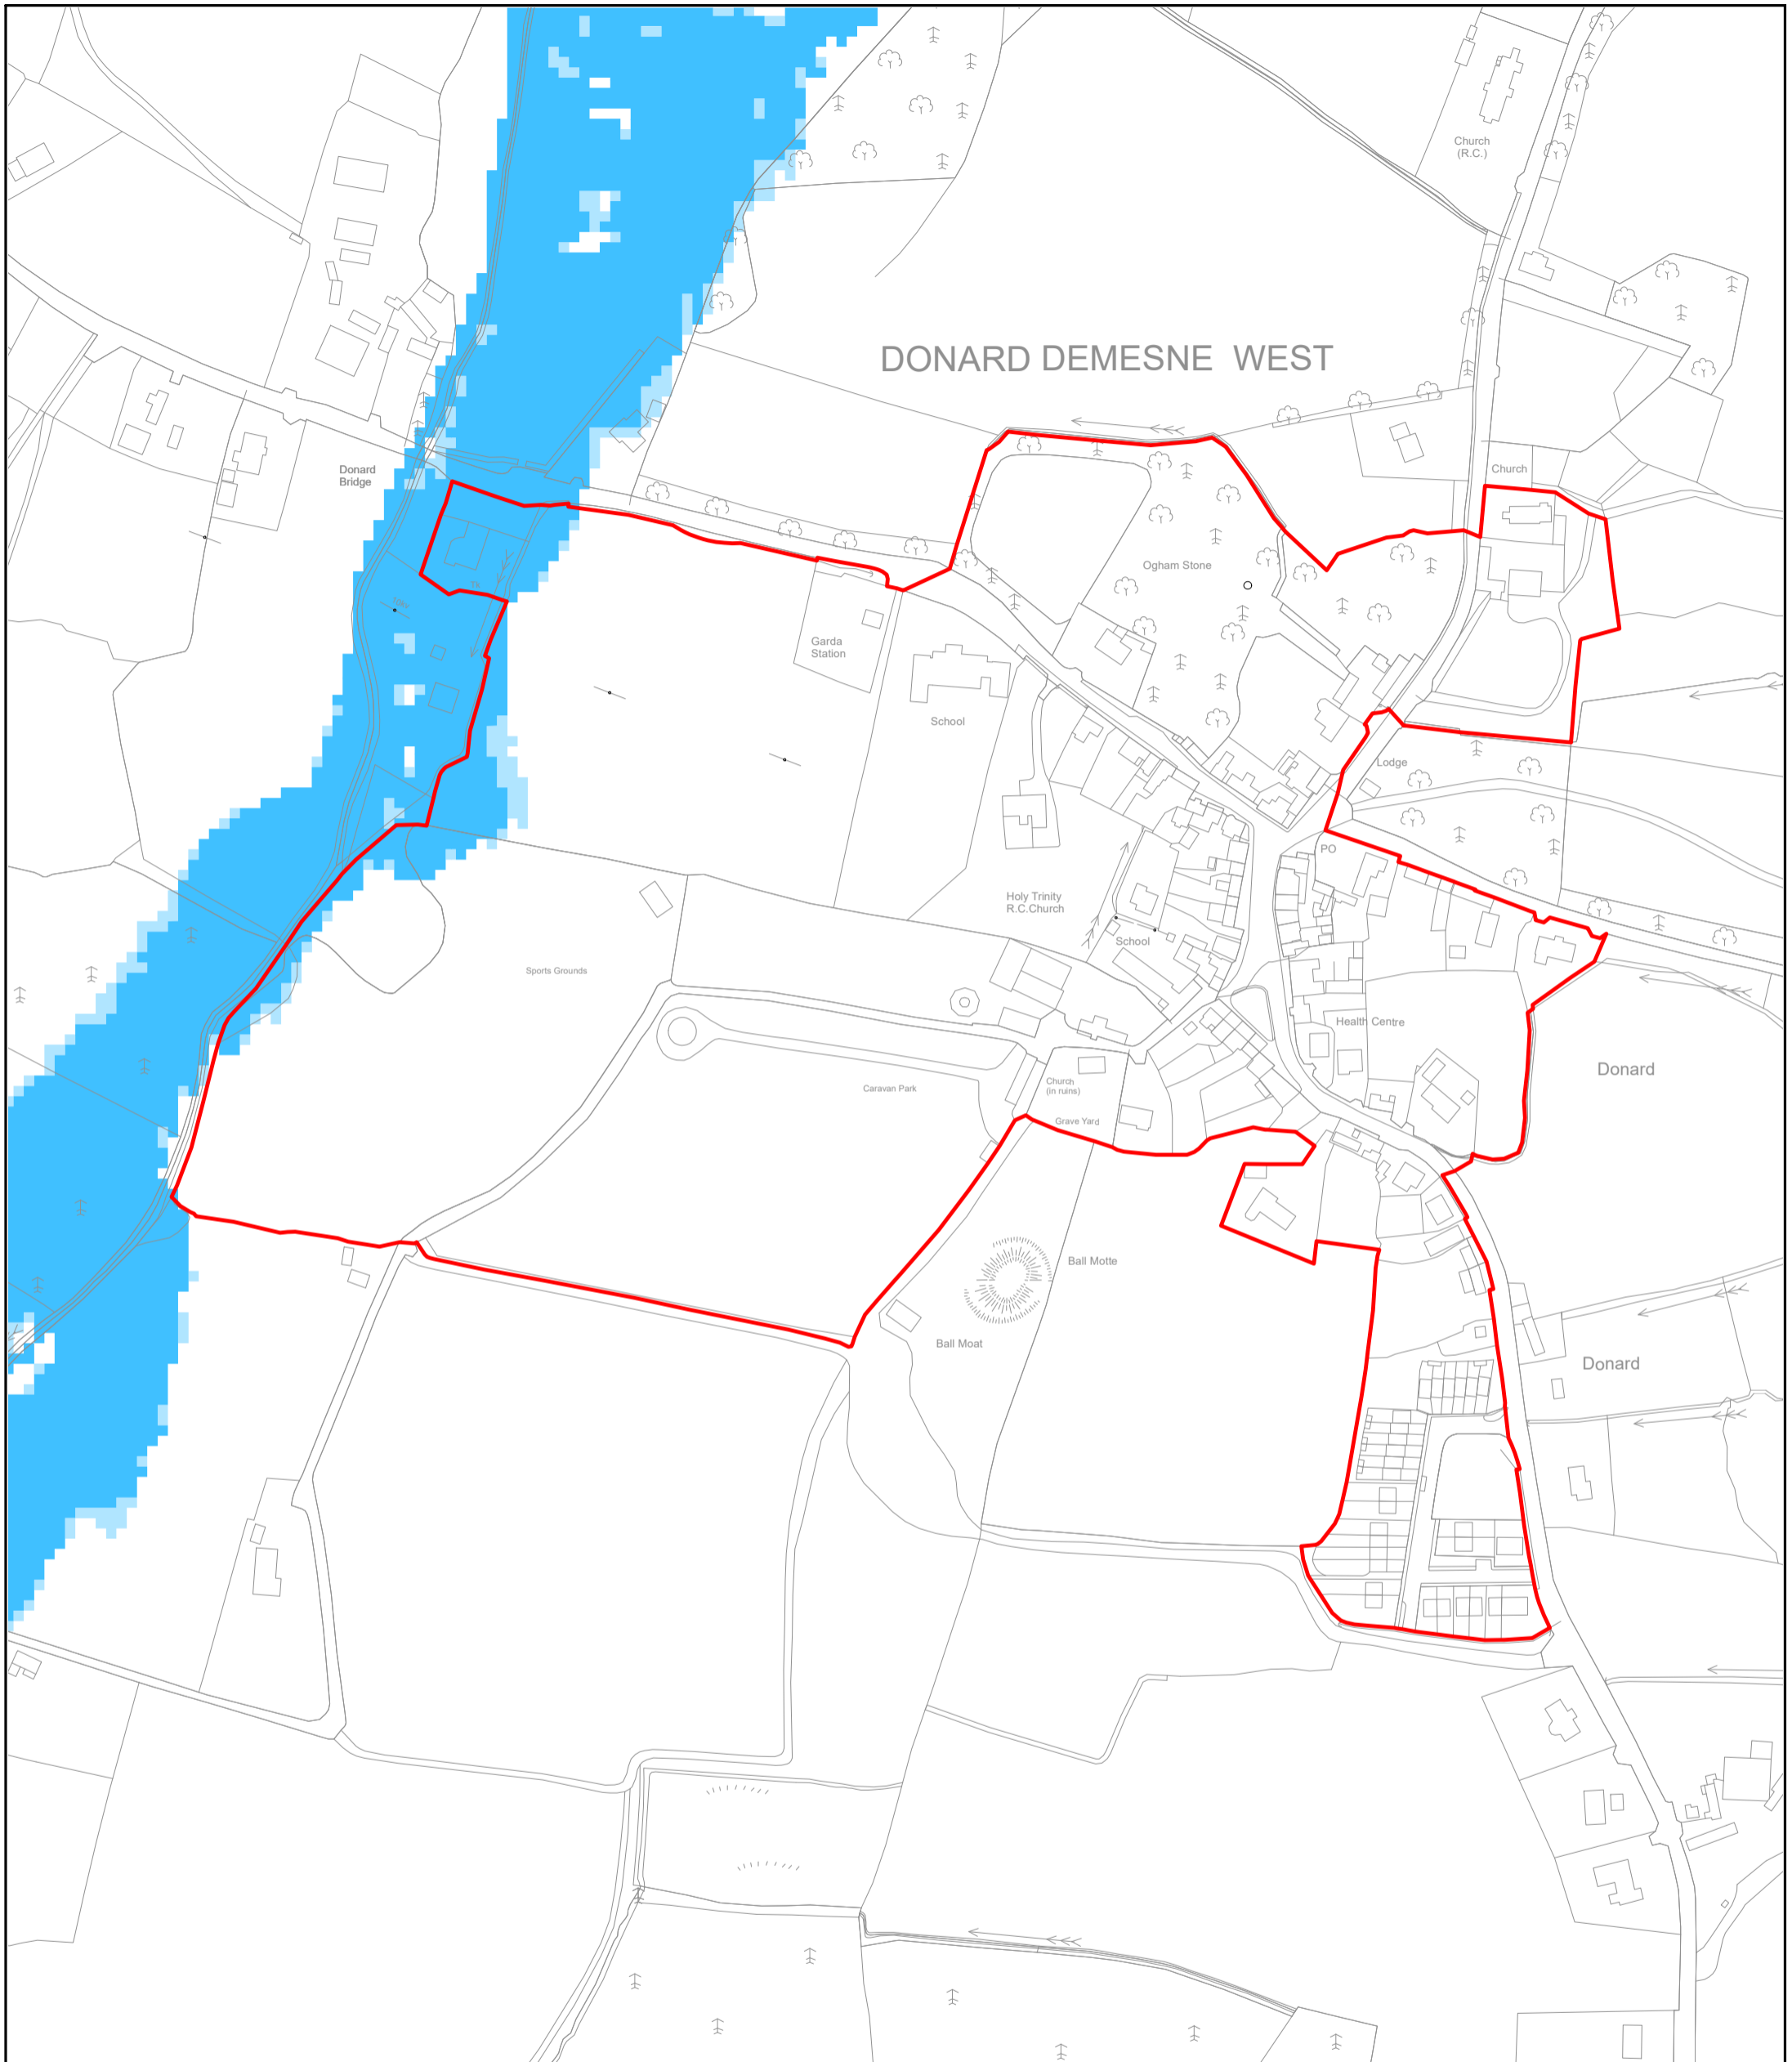 Church
(R.C.)
DONARD DEMESNE WEST
Donard
Bridge
Church
Ogham Stone
Garda
Station
School
Lodge
PO
Holy Trinity
R.C.Church
School
Sports Grounds
Health Centre
Donard
Caravan Park
Church
(in ruins)
Grave Yard
Ball Motte
Ball Moat
Donard